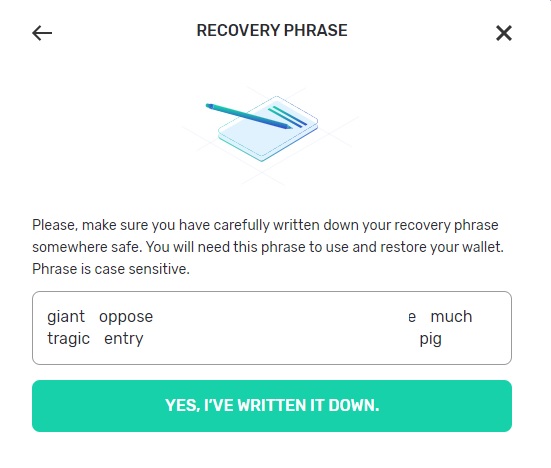 RECOVERY PHRASE
Please, make sure you have carefully written down your recovery phrase
somewhere safe. You will need this phrase to use and restore your wallet.
Phrase is case sensitive.
giant oppose much
tragic entry pig
YES, I'VE WRITTEN IT DOWN.